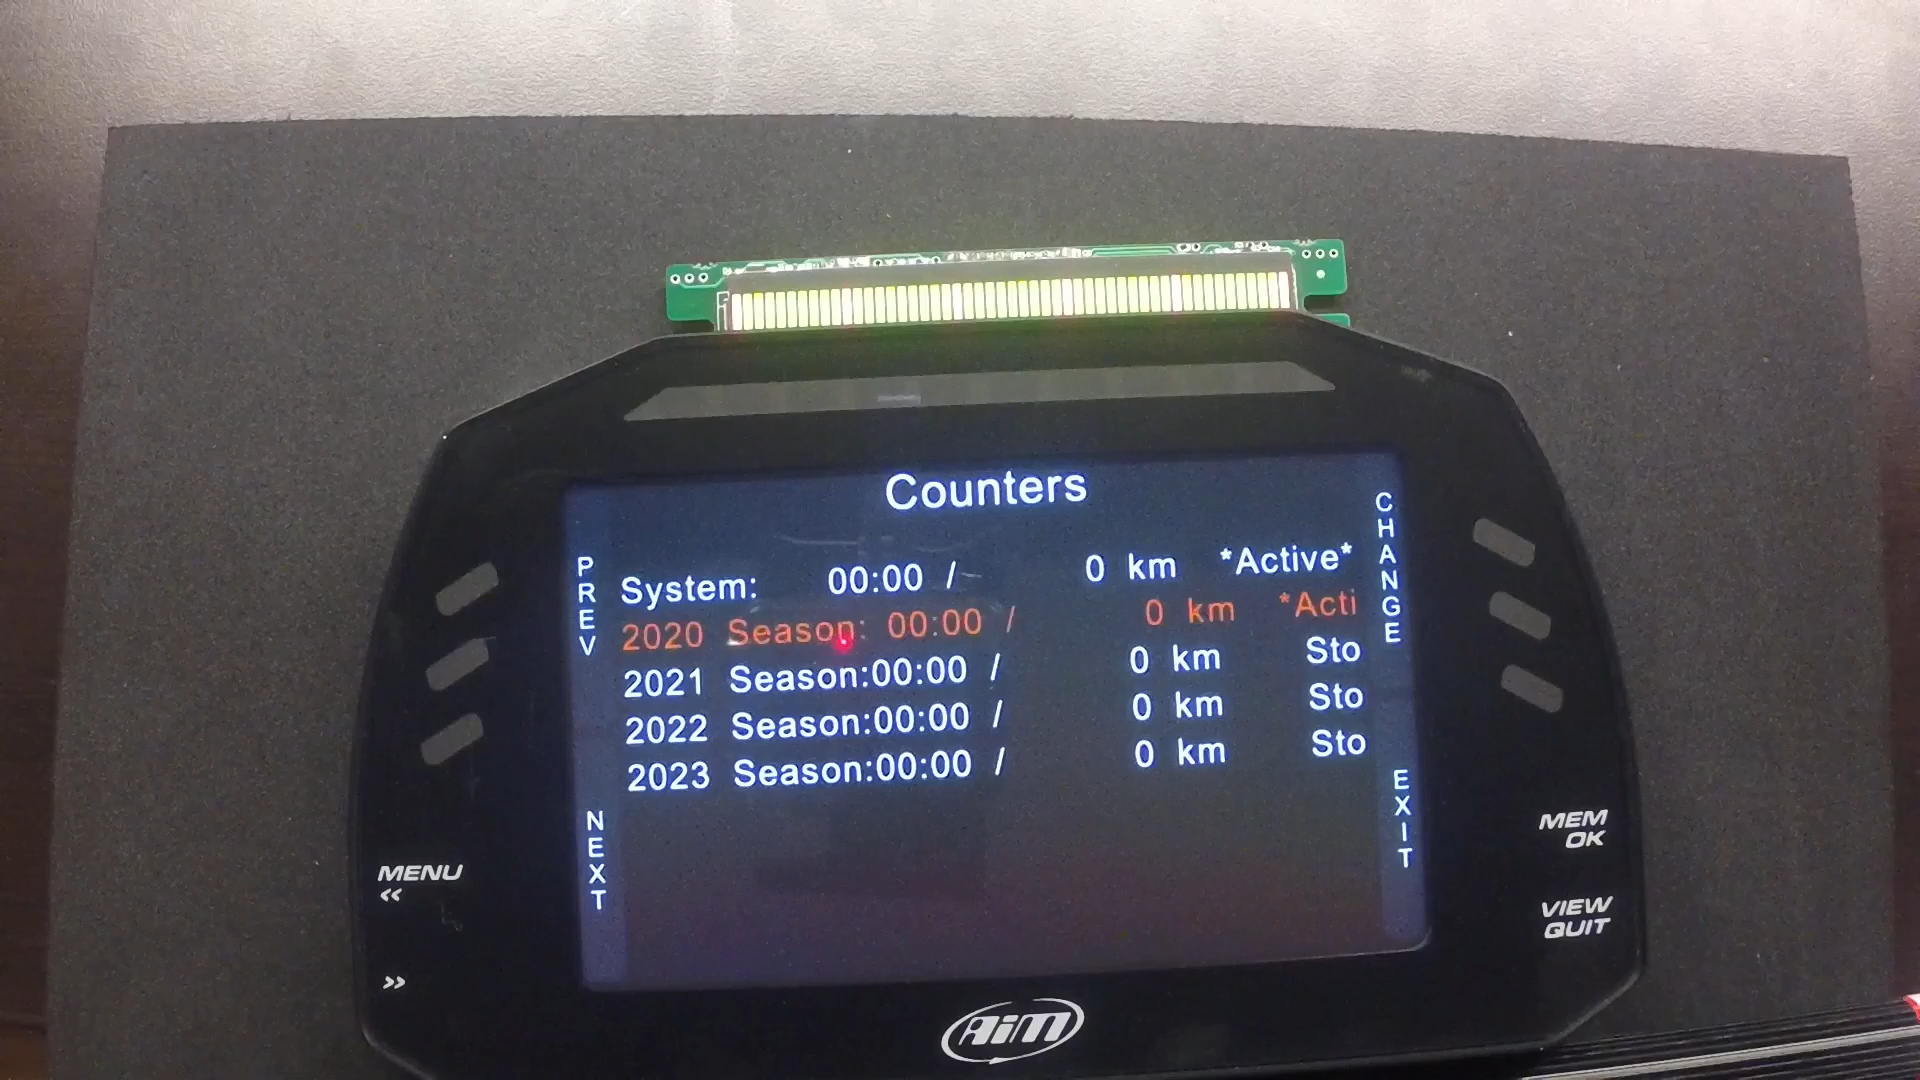 Counters
PREV
CHANGE
System: 00:00 / 0 km *Active*
2020 Season: 00:00 / 0 km *Acti
2021 Season:00:00 / 0 km Sto
2022 Season:00:00 / 0 km Sto
2023 Season:00:00 / 0 km Sto
NEXT
EXIT
MENU
<<
>>
MEM
OK
VIEW
QUIT
AiM